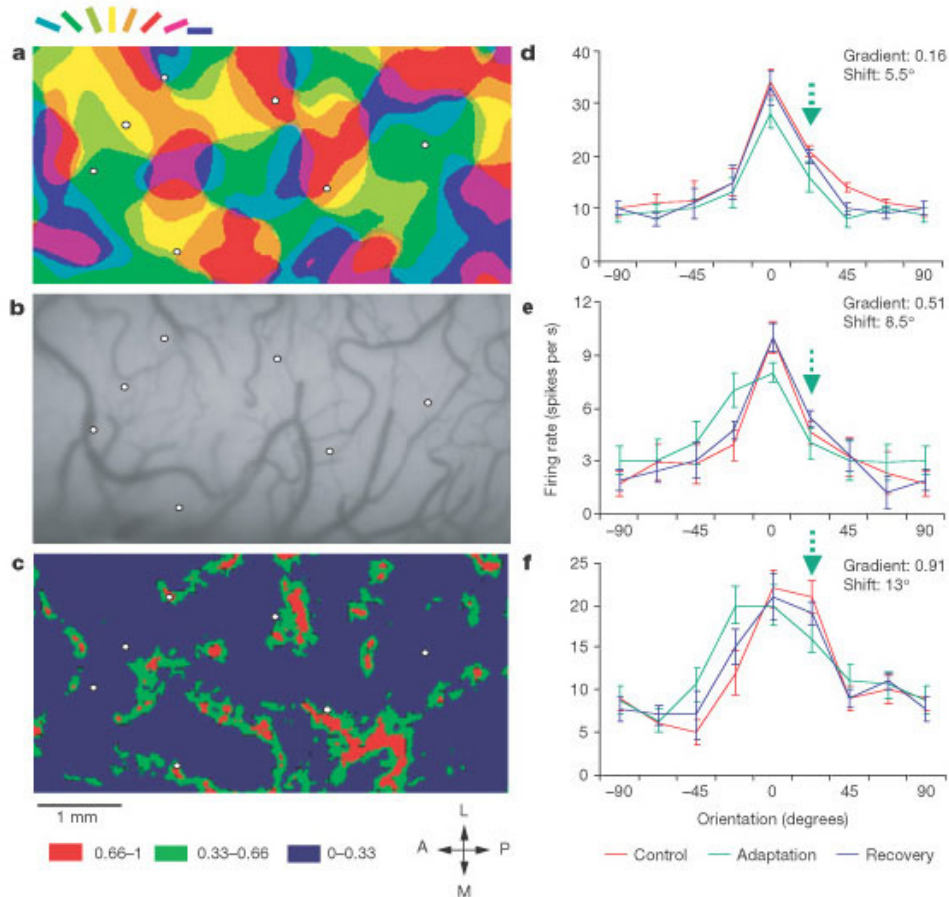 a
b
c
1 mm
0.66–1
0.33–0.66
0–0.33
L
A
P
M
d
Gradient: 0.16
Shift: 5.5°
40
30
20
10
0
–90
–45
0
45
90
e
Gradient: 0.51
Shift: 8.5°
Firing rate (spikes per s)
12
9
6
3
0
–90
–45
0
45
90
f
Gradient: 0.91
Shift: 13°
25
20
15
10
5
0
–90
–45
0
45
90
Orientation (degrees)
Control
Adaptation
Recovery